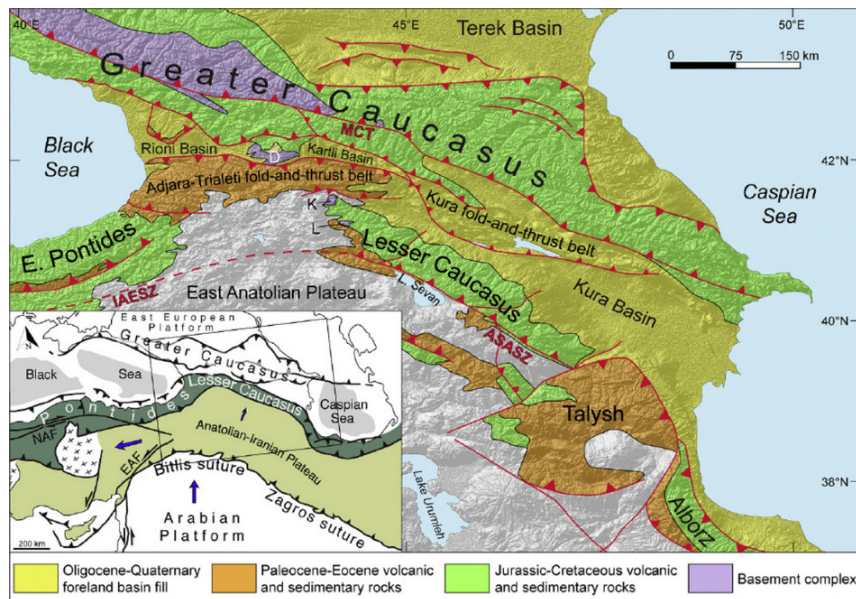 40°E
45°E
50°E
Terek Basin
0 75 150 km
Greater Caucasus
MCT
Black
Sea
Rioni Basin
D
Kartli Basin
42°N
Adjara-Trialeti fold-and-thrust belt
Caspian
Sea
K
Kura fold-and-thrust belt
L
E. Pontides
Lesser Caucasus
IAESZ
East Anatolian Plateau
L. Sevan
Kura Basin
40°N
ASASZ
Talysh
38°N
Lake Urumieh
Alborz
N
East European
Platform
Greater Caucasus
Black Sea
Lesser Caucasus
Pontides
Caspian
Sea
NAF
Anatolian-Iranian Plateau
EAF
Bitlis suture
Zagros suture
Arabian
Platform
200 km
Oligocene-Quaternary
foreland basin fill
Paleocene-Eocene volcanic
and sedimentary rocks
Jurassic-Cretaceous volcanic
and sedimentary rocks
Basement complex